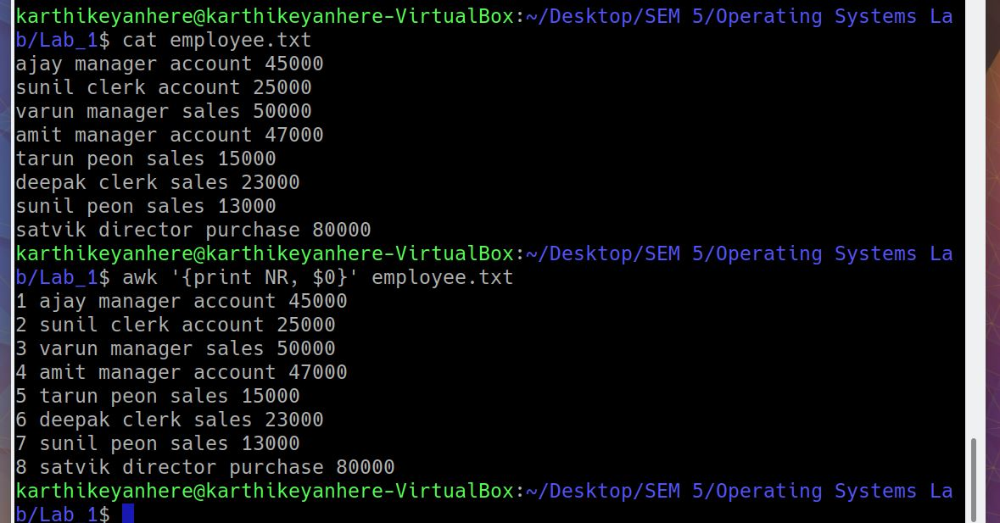 karthikeyanhere@karthikeyanhere-VirtualBox:~/Desktop/SEM 5/Operating Systems La
b/Lab_1$ cat employee.txt
ajay manager account 45000
sunil clerk account 25000
varun manager sales 50000
amit manager account 47000
tarun peon sales 15000
deepak clerk sales 23000
sunil peon sales 13000
satvik director purchase 80000
karthikeyanhere@karthikeyanhere-VirtualBox:~/Desktop/SEM 5/Operating Systems La
b/Lab_1$ awk '{print NR, $0}' employee.txt
1 ajay manager account 45000
2 sunil clerk account 25000
3 varun manager sales 50000
4 amit manager account 47000
5 tarun peon sales 15000
6 deepak clerk sales 23000
7 sunil peon sales 13000
8 satvik director purchase 80000
karthikeyanhere@karthikeyanhere-VirtualBox:~/Desktop/SEM 5/Operating Systems La
b/Lab_1$